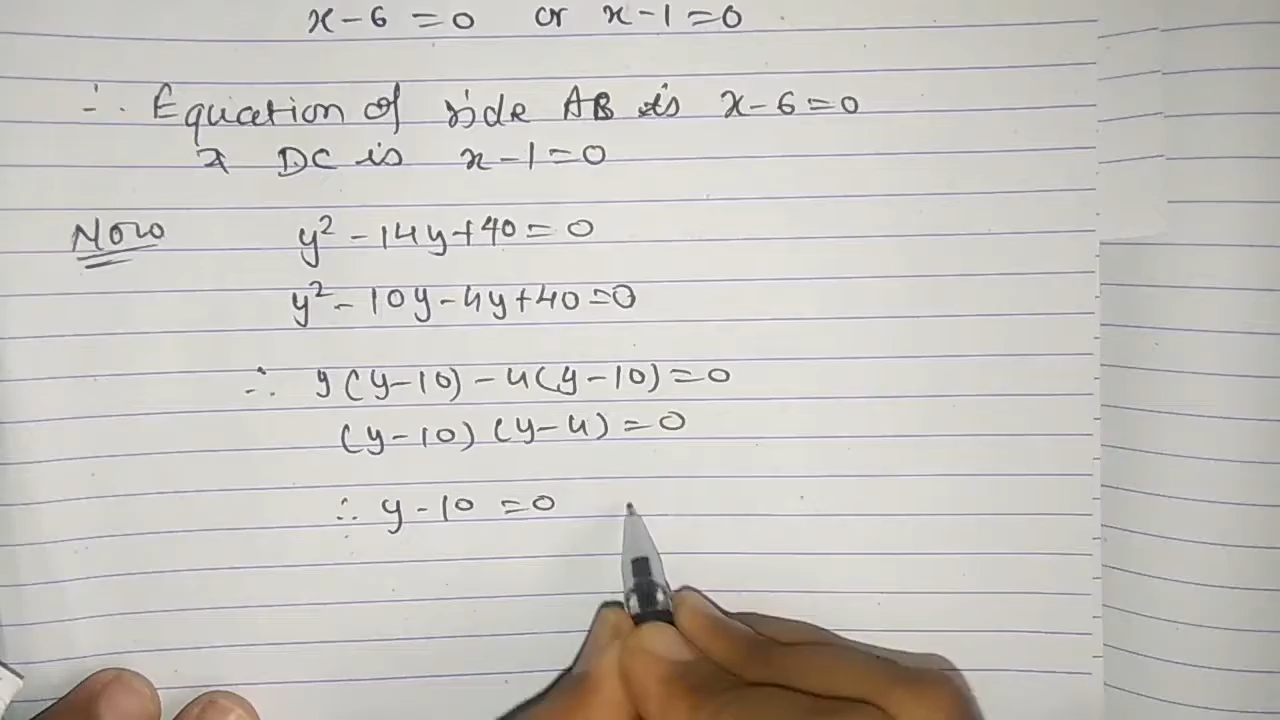 x - 6 = 0 or x - 1 = 0
∴ Equation of side AB is x - 6 = 0
DC is x - 1 = 0
Now y² - 14y + 40 = 0
y² - 10y - 4y + 40 = 0
∴ y(y - 10) - 4(y - 10) = 0
(y - 10) (y - 4) = 0
∴ y - 10 = 0